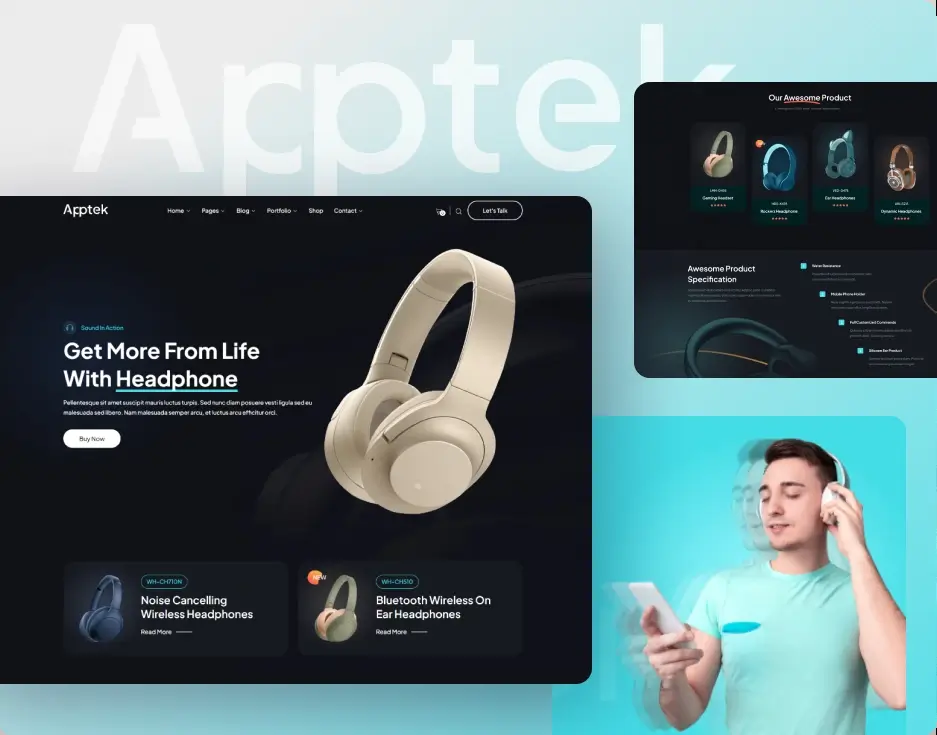 Apptek
Apptek
Home
Pages
Blog
Portfolio
Shop
Contact
Let's Talk
Sound In Action
Get More From Life
With Headphone
Pellentesque sit amet suscipit mauris luctus turpis. Sed nunc diam posuere vesti ligula sed eu
malesuada sed libero. Nam malesuada semper arcu, et luctus arcu efficitur orci.
Buy Now
WH-CH710N
Noise Cancelling
Wireless Headphones
Read More
NEW
WH-CH510
Bluetooth Wireless On
Ear Headphones
Read More
Our Awesome Product
Gaming Headset
Rockerz Headphone
Ear Headphones
Dynamic Headphones
Awesome Product
Specification
Water Resistance
Mobile Phone Holder
Full Customized Commands
Silicone Ear Product